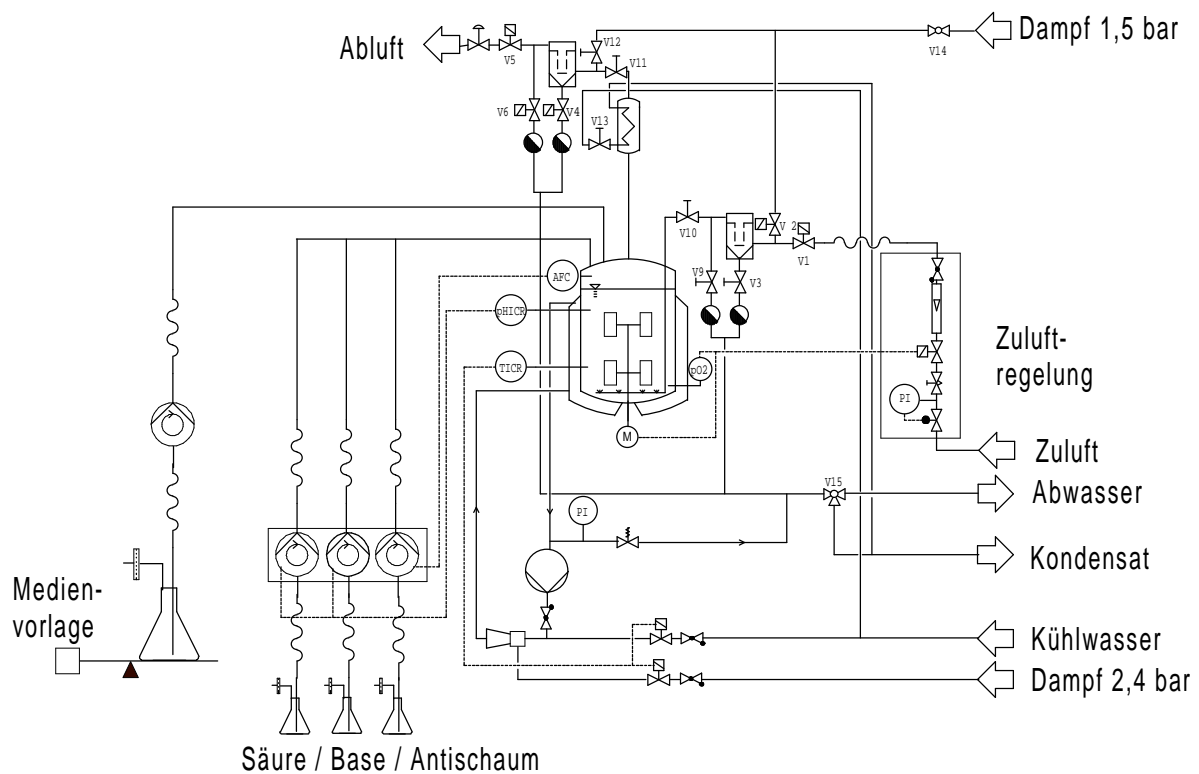 Dampf 1,5 bar
Abluft
V5
V12
V11
V14
V6
V4
V13
V10
V 2
V1
V9
V3
AFC
pHICR
TICR
pO2
M
Zuluft-
regelung
PI
Zuluft
V15
Abwasser
PI
Kondensat
Medien-
vorlage
Kühlwasser
Dampf 2,4 bar
Säure / Base / Antischaum